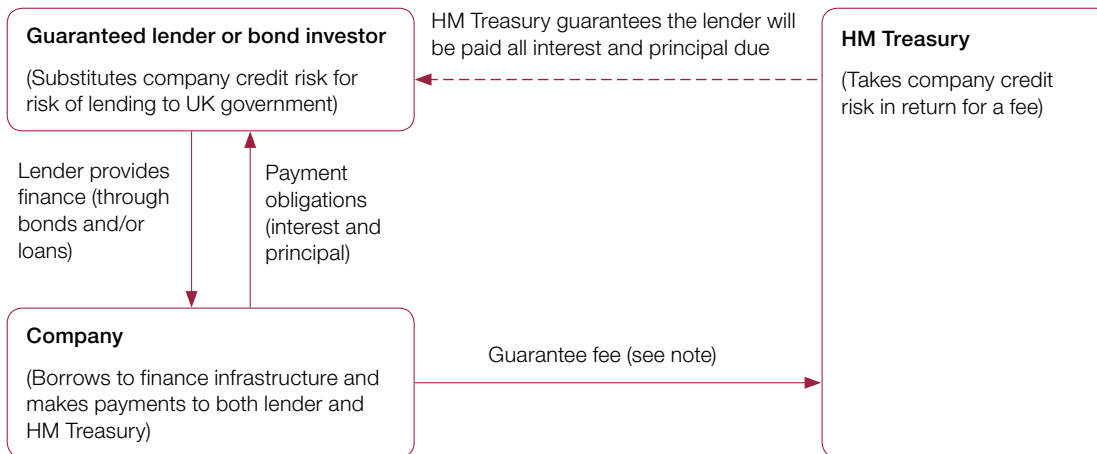 Guaranteed lender or bond investor
(Substitutes company credit risk for
risk of lending to UK government)
HM Treasury guarantees the lender will
be paid all interest and principal due
HM Treasury
(Takes company credit
risk in return for a fee)
Lender provides
finance (through
bonds and/or
loans)
Payment
obligations
(interest and
principal)
Company
(Borrows to finance infrastructure and
makes payments to both lender and
HM Treasury)
Guarantee fee (see note)